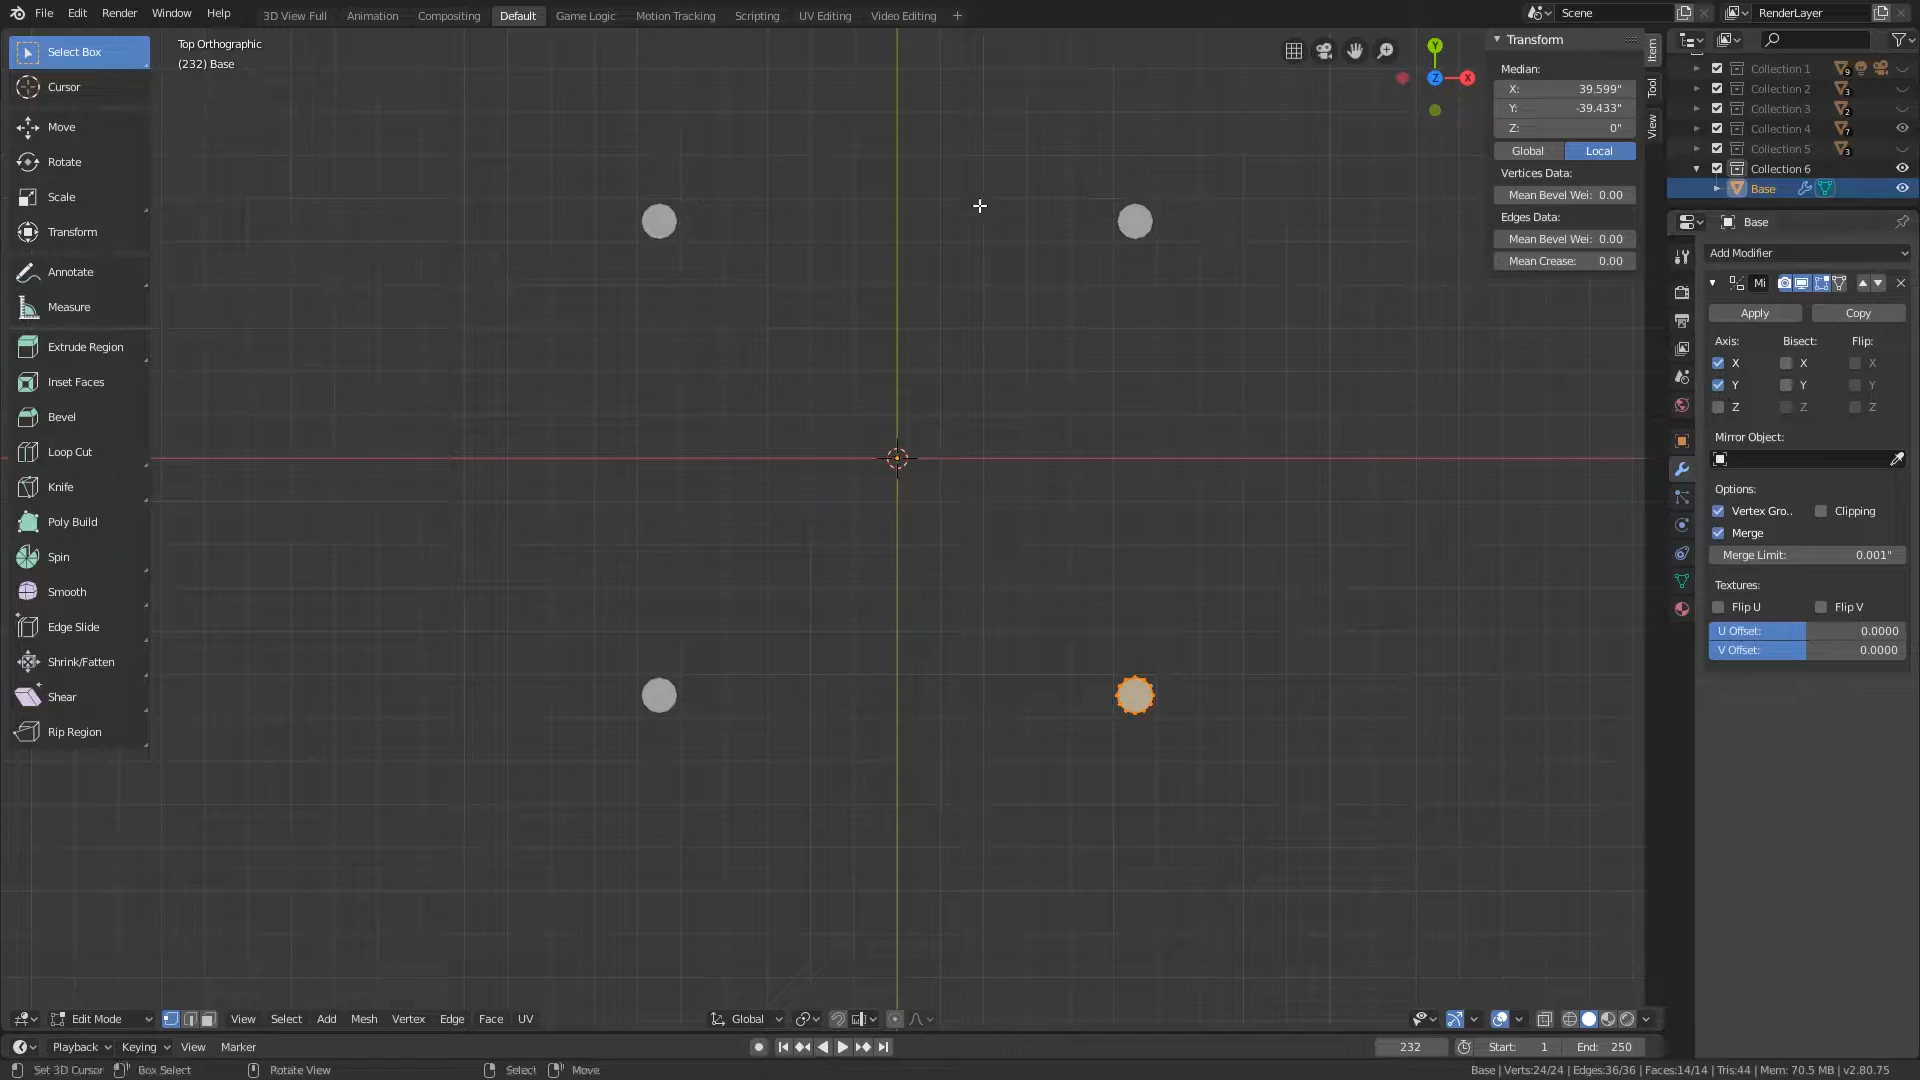 File Edit Render Window Help 3D View Full Animation Compositing Default Game Logic Motion Tracking Scripting UV Editing Video Editing + Scene RenderLayer
Select Box
Cursor
Move
Rotate
Scale
Transform
Annotate
Measure
Extrude Region
Inset Faces
Bevel
Loop Cut
Knife
Poly Build
Spin
Smooth
Edge Slide
Shrink/Fatten
Shear
Rip Region
Top Orthographic
(232) Base
Y
Z X
Transform
Median:
X: 39.599"
Y: -39.433"
Z: 0"
Global Local
Vertices Data:
Mean Bevel Wei: 0.00
Edges Data:
Mean Bevel Wei: 0.00
Mean Crease: 0.00
Item
Tool
View
Collection 1 9
Collection 2 3
Collection 3 2
Collection 4 7
Collection 5 3
Collection 6
Base
Base
Add Modifier
Mi
Apply Copy
Axis: Bisect: Flip:
X X X
Y Y Y
Z Z Z
Mirror Object:
Options:
Vertex Gro.. Clipping
Merge
Merge Limit: 0.001"
Textures:
Flip U Flip V
U Offset: 0.0000
V Offset: 0.0000
Edit Mode View Select Add Mesh Vertex Edge Face UV Global
Playback Keying View Marker 232 Start: 1 End: 250
Set 3D Cursor Box Select Rotate View Select Move Base | Verts:24/24 | Edges:36/36 | Faces:14/14 | Tris:44 | Mem: 70.5 MB | v2.80.75